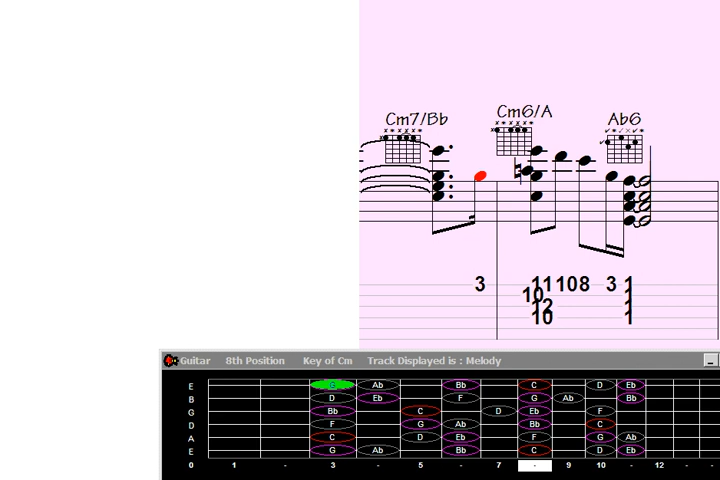 Cm7/Bb Cm6/A Ab6
3 11 10 8 3 1
10 1
12 1
10 1
Guitar 8th Position Key of Cm Track Displayed is : Melody
E G Ab Bb C D Eb
B D Eb F G Ab Bb
G Bb C D Eb F
D F G Ab Bb C
A C D Eb F G Ab
E G Ab Bb C D Eb
0 1 - 3 - 5 - 7 - 9 10 - 12 - -